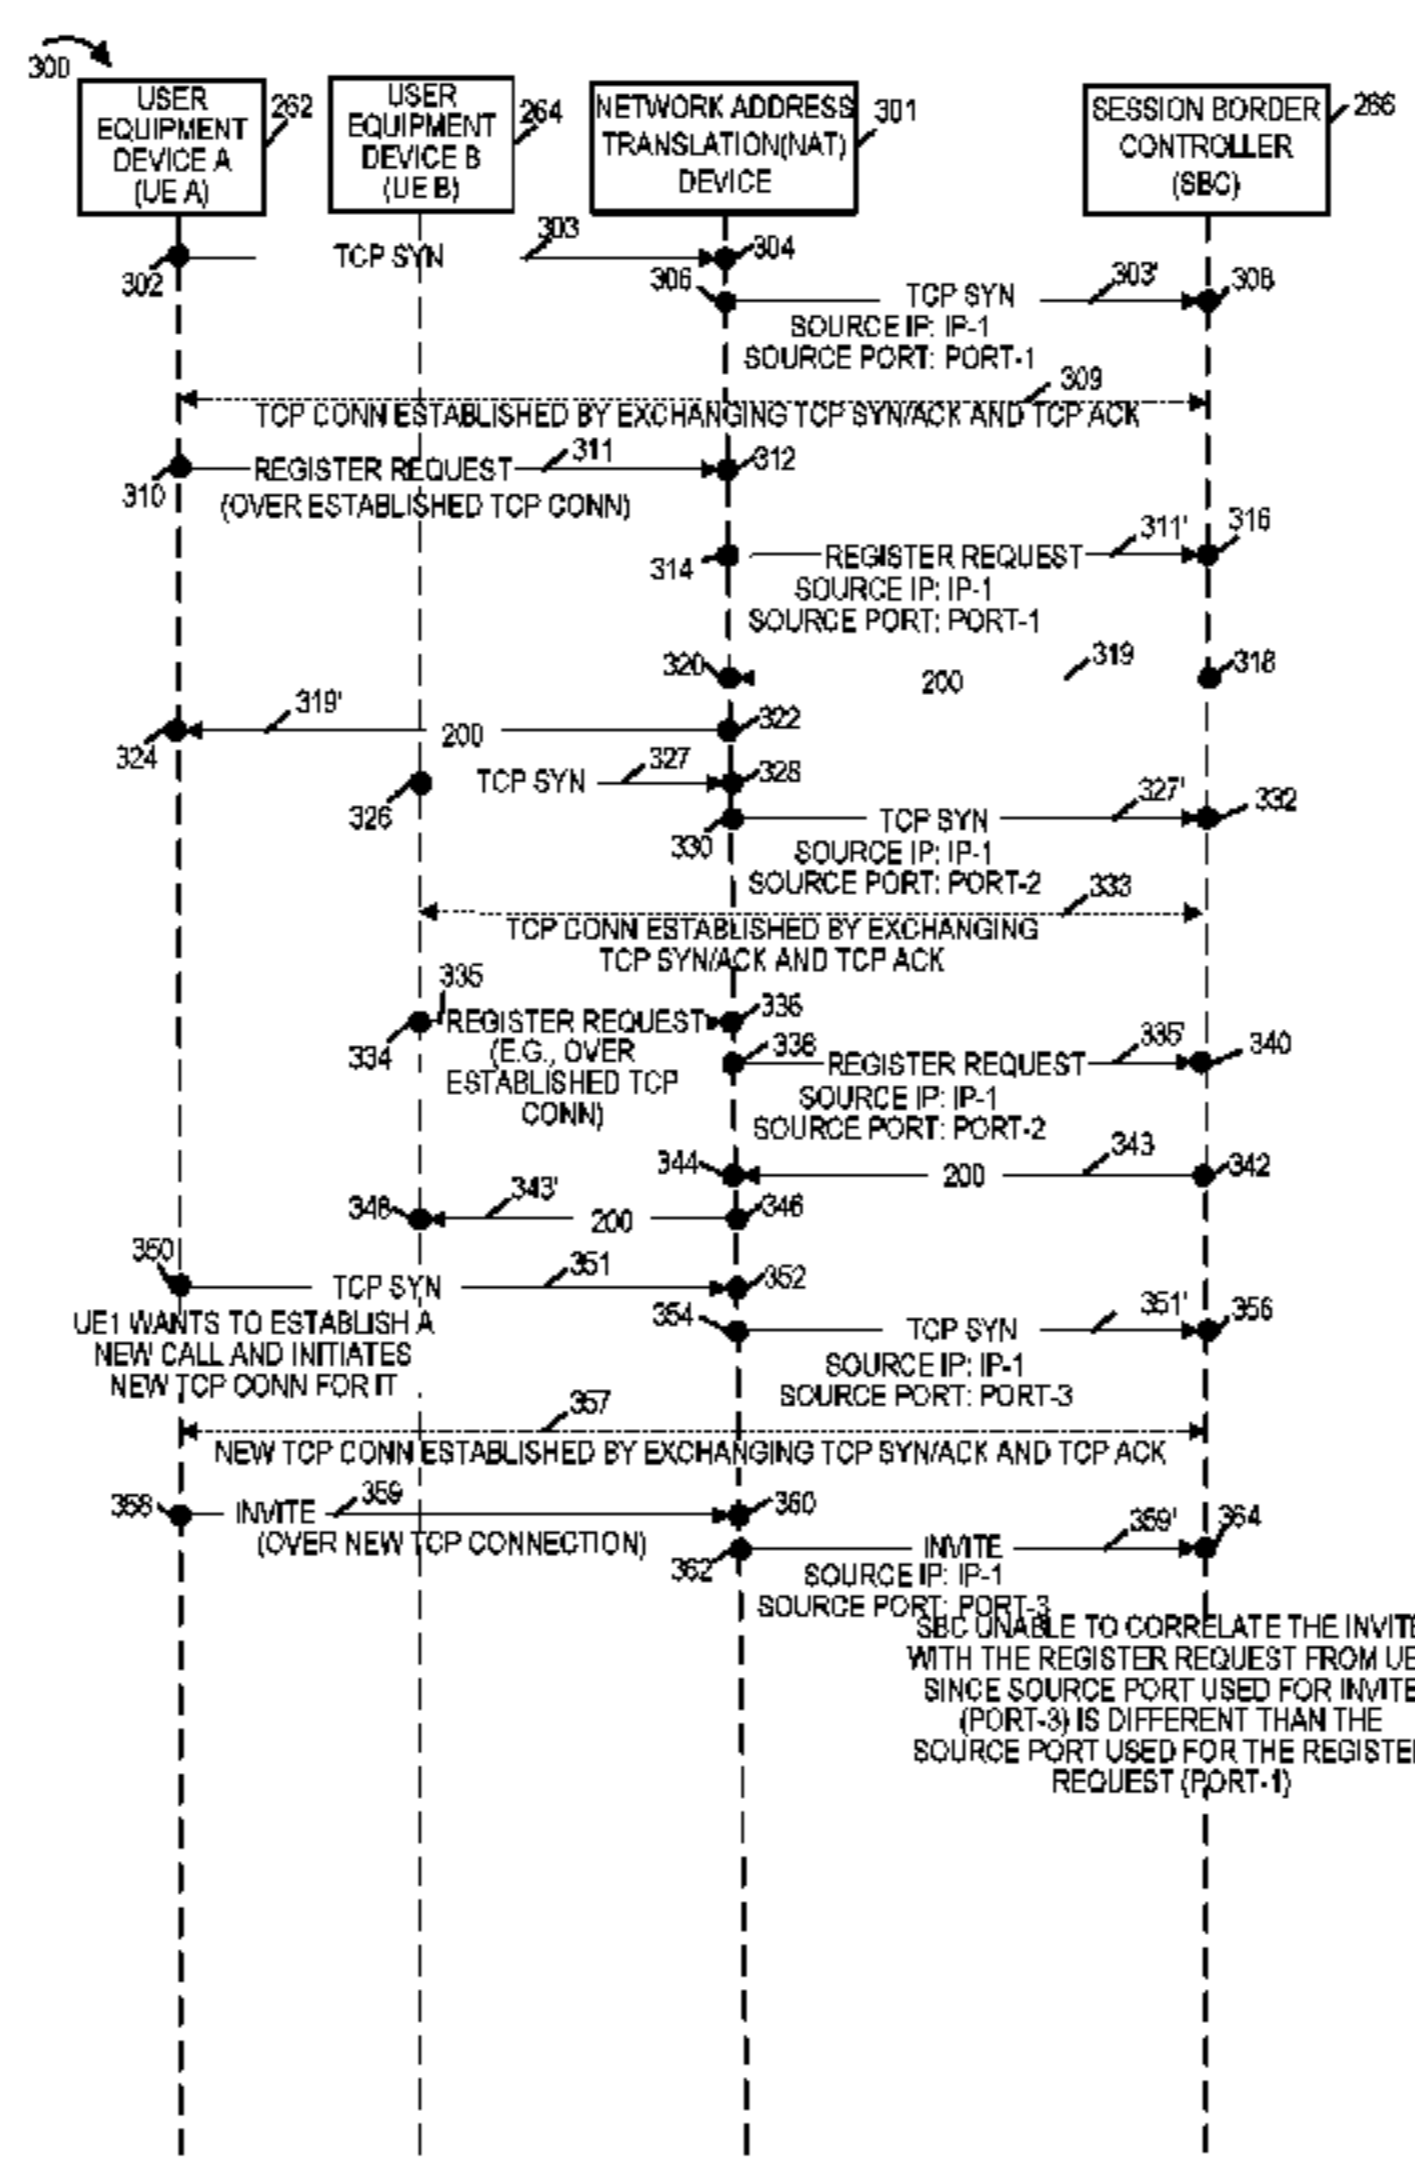 300
USER
EQUIPMENT
DEVICE A
(UE A)
262
USER
EQUIPMENT
DEVICE B
(UE B)
264
NETWORK ADDRESS
TRANSLATION(NAT)
DEVICE
301
SESSION BORDER
CONTROLLER
(SBC)
266
302
TCP SYN
303
304
306
TCP SYN
303'
308
SOURCE IP: IP-1
SOURCE PORT: PORT-1
309
TCP CONN ESTABLISHED BY EXCHANGING TCP SYN/ACK AND TCP ACK
310
REGISTER REQUEST
311
312
(OVER ESTABLISHED TCP CONN)
314
REGISTER REQUEST
311'
316
SOURCE IP: IP-1
SOURCE PORT: PORT-1
320
200
319
318
324
319'
200
322
326
TCP SYN
327
328
330
TCP SYN
327'
332
SOURCE IP: IP-1
SOURCE PORT: PORT-2
333
TCP CONN ESTABLISHED BY EXCHANGING
TCP SYN/ACK AND TCP ACK
335
334
REGISTER REQUEST
336
(E.G., OVER
ESTABLISHED TCP
CONN)
338
REGISTER REQUEST
335'
340
SOURCE IP: IP-1
SOURCE PORT: PORT-2
344
200
343
342
348
343'
200
346
350
TCP SYN
351
352
UE1 WANTS TO ESTABLISH A
NEW CALL AND INITIATES
NEW TCP CONN FOR IT
354
TCP SYN
351'
356
SOURCE IP: IP-1
SOURCE PORT: PORT-3
357
NEW TCP CONN ESTABLISHED BY EXCHANGING TCP SYN/ACK AND TCP ACK
358
INVITE
359
360
(OVER NEW TCP CONNECTION)
362
INVITE
359'
364
SOURCE IP: IP-1
SOURCE PORT: PORT-3
SBC UNABLE TO CORRELATE THE INVITE
WITH THE REGISTER REQUEST FROM UE
SINCE SOURCE PORT USED FOR INVITE
(PORT-3) IS DIFFERENT THAN THE
SOURCE PORT USED FOR THE REGISTE
REQUEST (PORT-1)